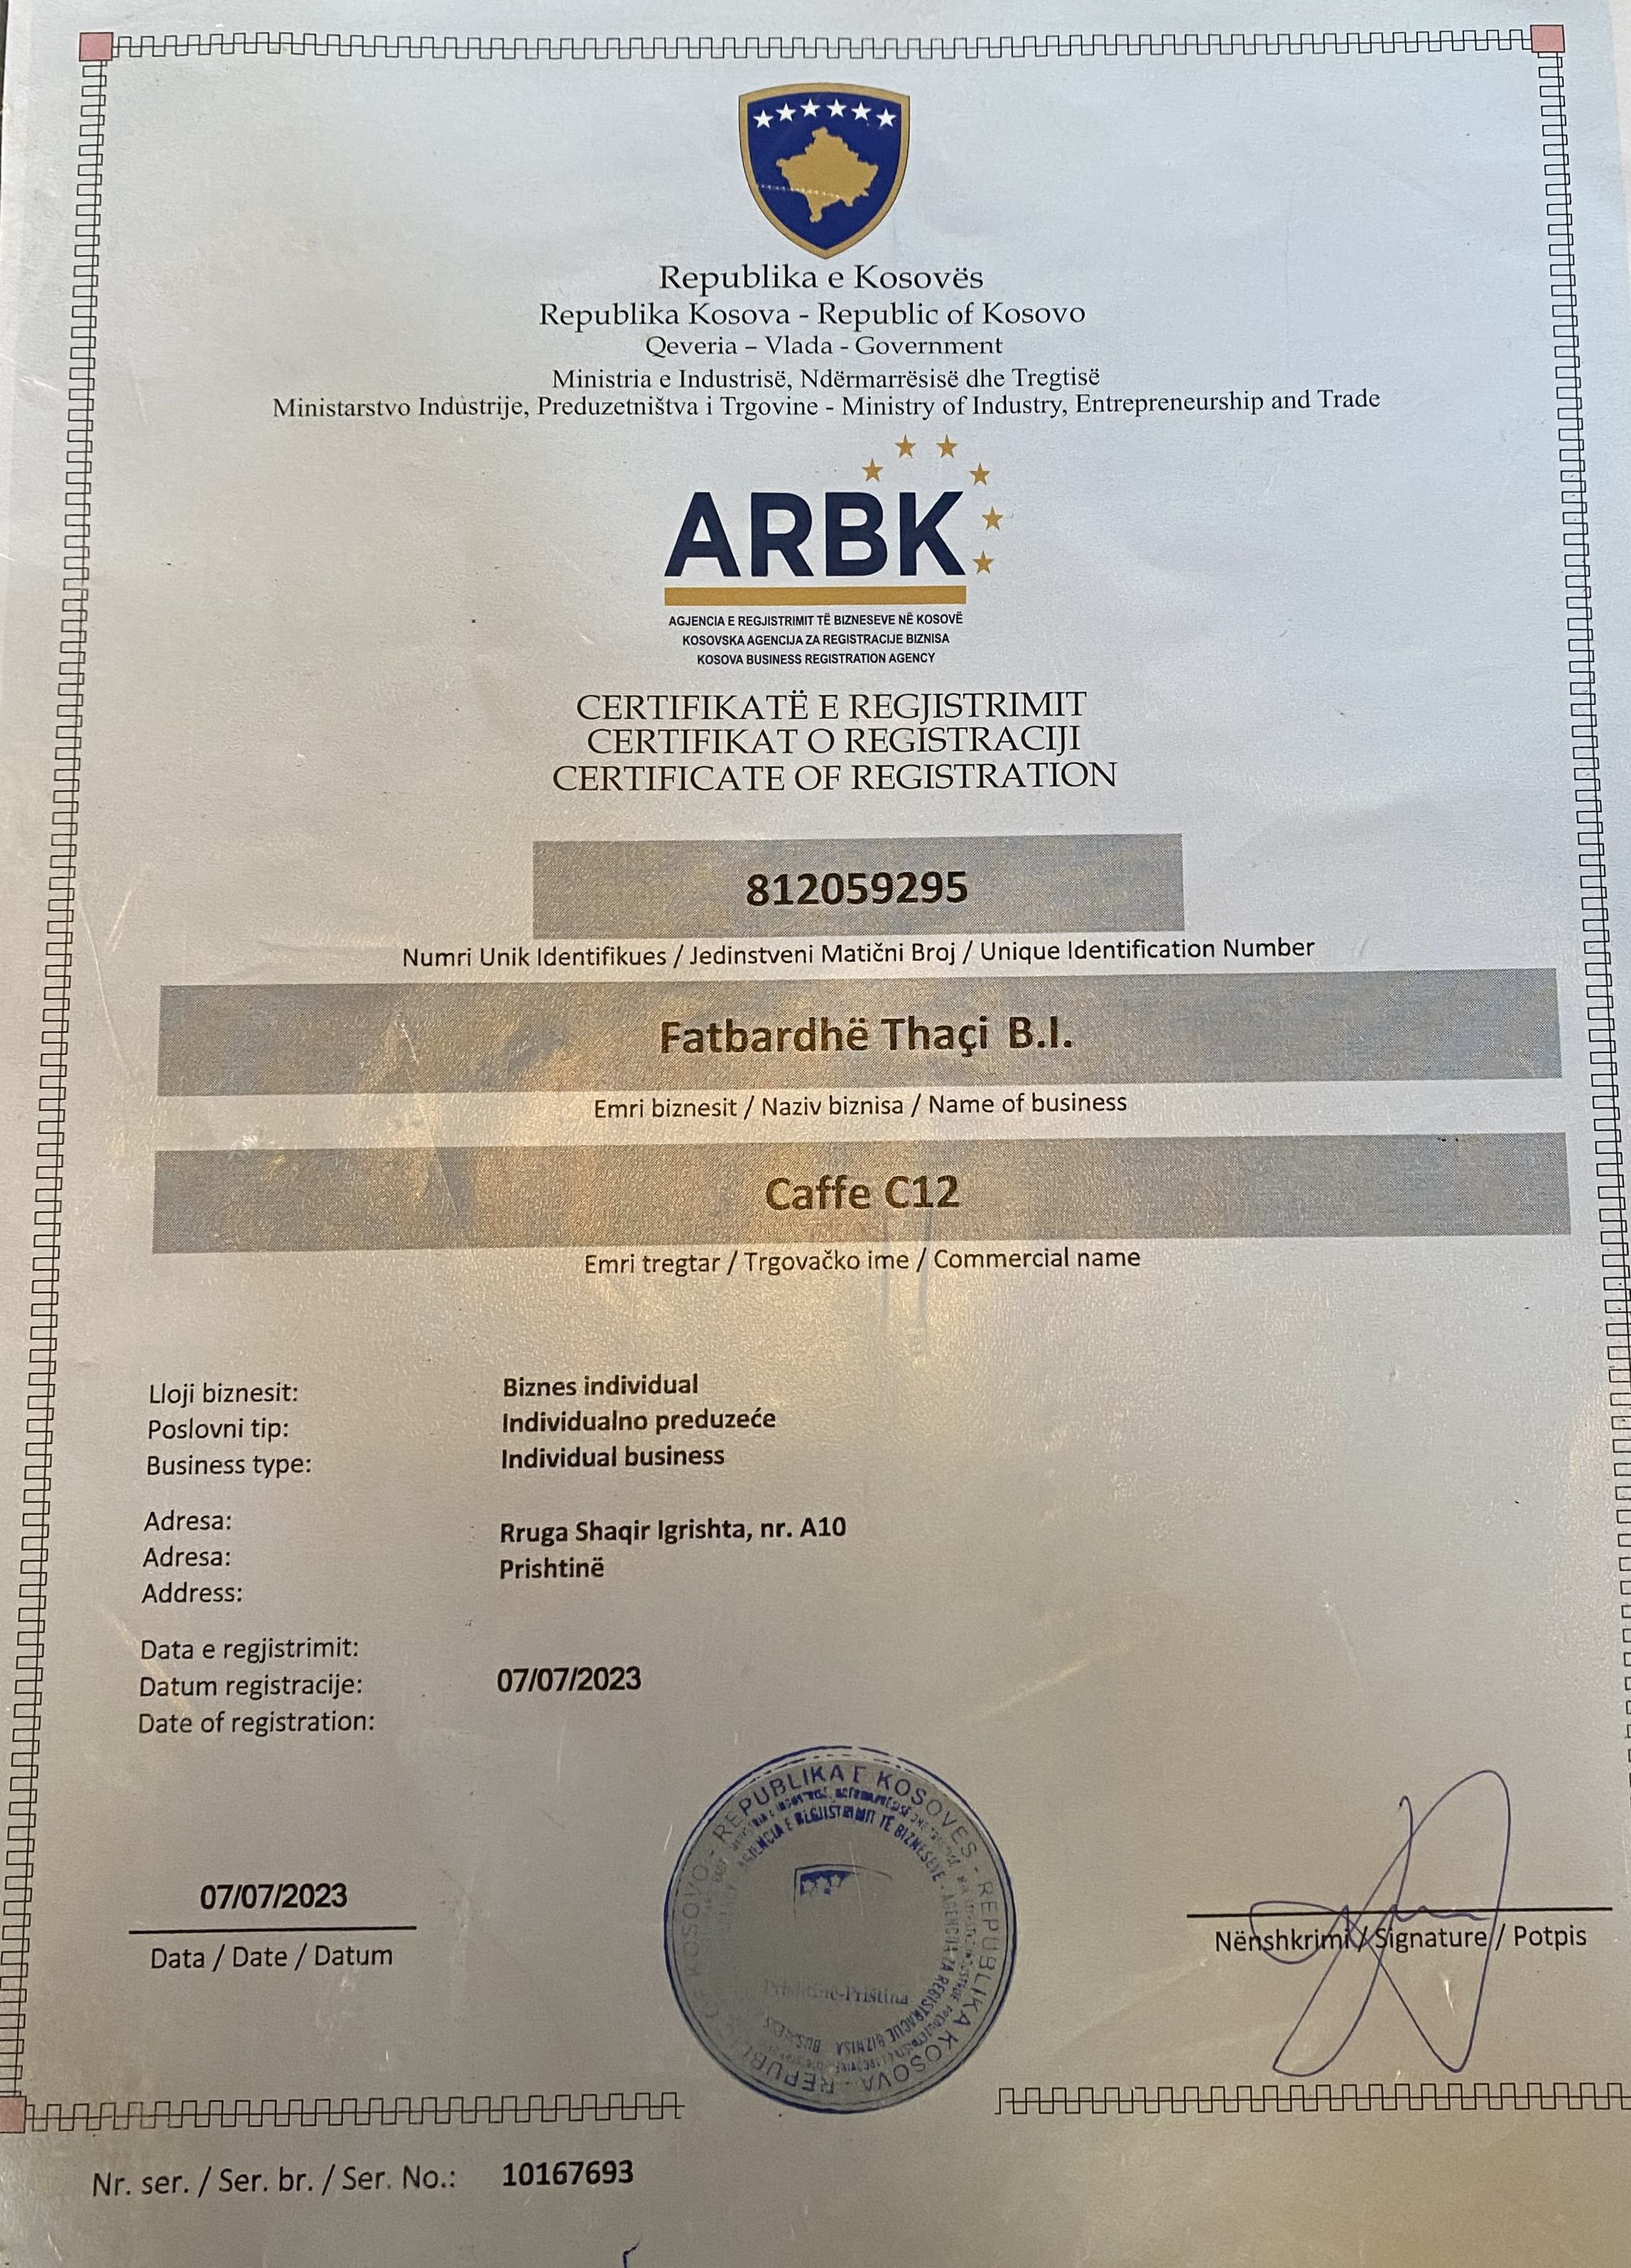 Republika e Kosovës
Republika Kosova - Republic of Kosovo
Qeveria – Vlada - Government
Ministria e Industrisë, Ndërmarrësisë dhe Tregtisë
Ministarstvo Industrije, Preduzetništva i Trgovine - Ministry of Industry, Entrepreneurship and Trade
ARBK
AGJENCIA E REGJISTRIMIT TË BIZNESEVE NË KOSOVË
KOSOVSKA AGENCIJA ZA REGISTRACIJE BIZNISA
KOSOVA BUSINESS REGISTRATION AGENCY
CERTIFIKATË E REGJISTRIMIT
CERTIFIKAT O REGISTRACIJI
CERTIFICATE OF REGISTRATION
812059295
Numri Unik Identifikues / Jedinstveni Matični Broj / Unique Identification Number
Fatbardhë Thaçi B.I.
Emri biznesit / Naziv biznisa / Name of business
Caffe C12
Emri tregtar / Trgovačko ime / Commercial name
Lloji biznesit: Biznes individual
Poslovni tip: Individualno preduzeće
Business type: Individual business
Adresa: Rruga Shaqir Igrishta, nr. A10
Adresa: Prishtinë
Address:
Data e regjistrimit:
Datum registracije: 07/07/2023
Date of registration:
REPUBLIKA E KOSOVËS - REPUBLIKA KOSOVA - REPUBLIC OF KOSOVO
AGJENCIA E REGJISTRIMIT TË BIZNESEVE - AGENCIJA ZA REGISTRACIJE BIZNISA
BUSINESS
Prishtinë-Priština
07/07/2023
Data / Date / Datum
Nënshkrimi / Signature / Potpis
Nr. ser. / Ser. br. / Ser. No.: 10167693